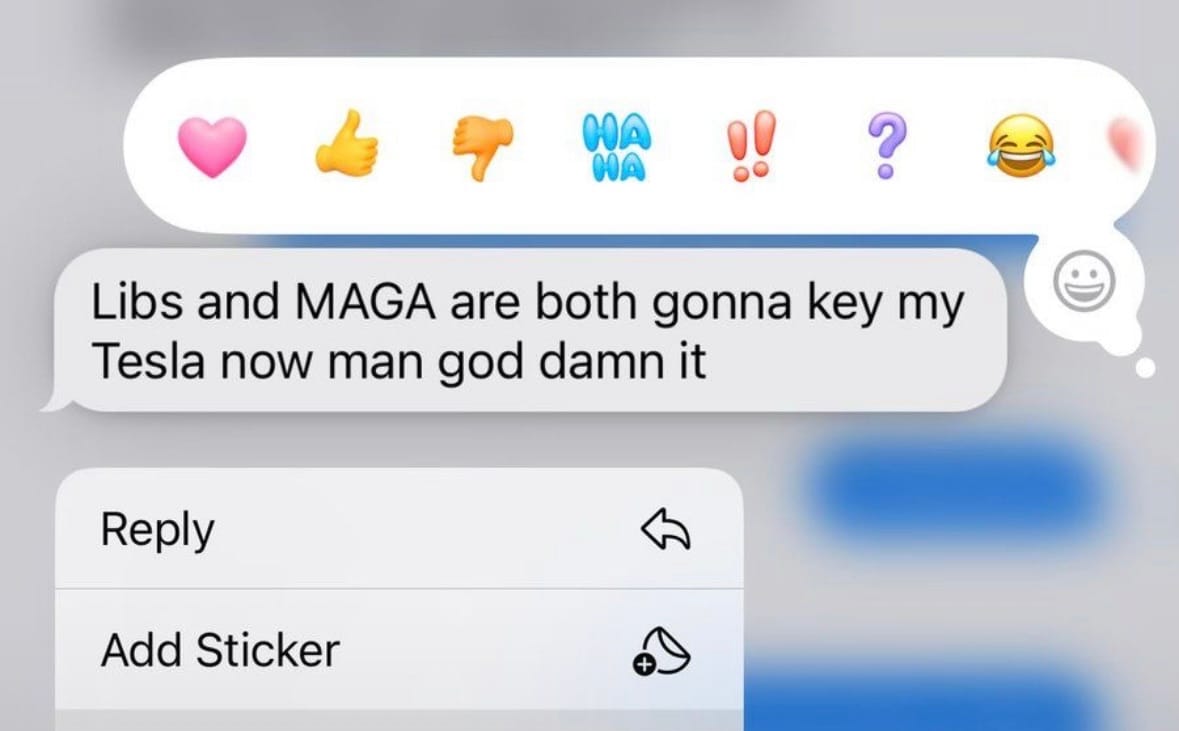 HA
HA
Libs and MAGA are both gonna key my
Tesla now man god damn it
Reply
Add Sticker